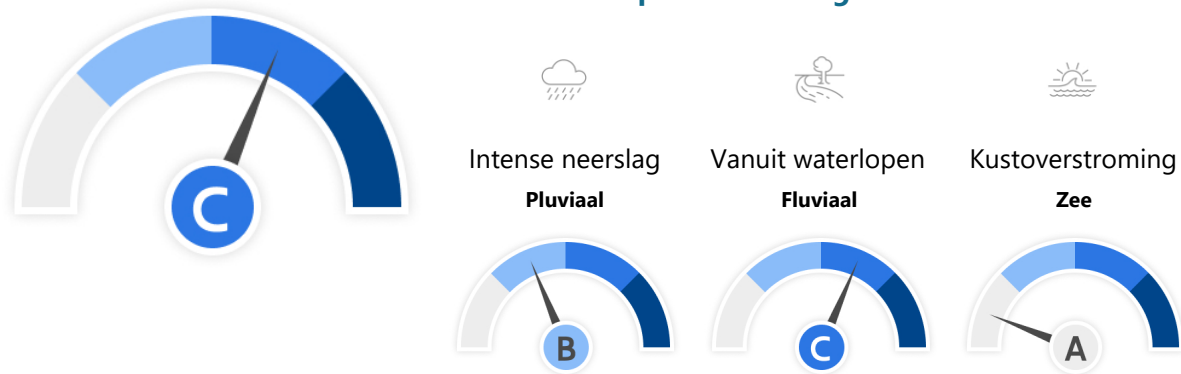 C
Intense neerslag
Pluviaal
B
Vanuit waterlopen
Fluviaal
C
Kustoverstroming
Zee
A